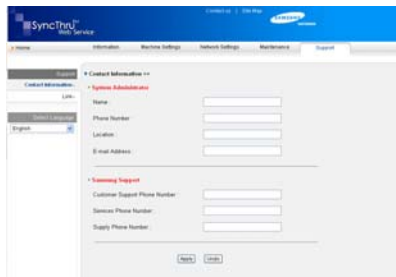 Contact us | Site Map
SyncThru™
Web Service
SAMSUNG
Home
Information
Machine Settings
Network Settings
Maintenance
Support
Support
Contact Information
Link
Select Language
English
Contact Information >>
System Administrator
Name :
Phone Number :
Location :
E-mail Address :
Samsung Support
Customer Support Phone Number :
Services Phone Number :
Supply Phone Number :
Apply
Undo